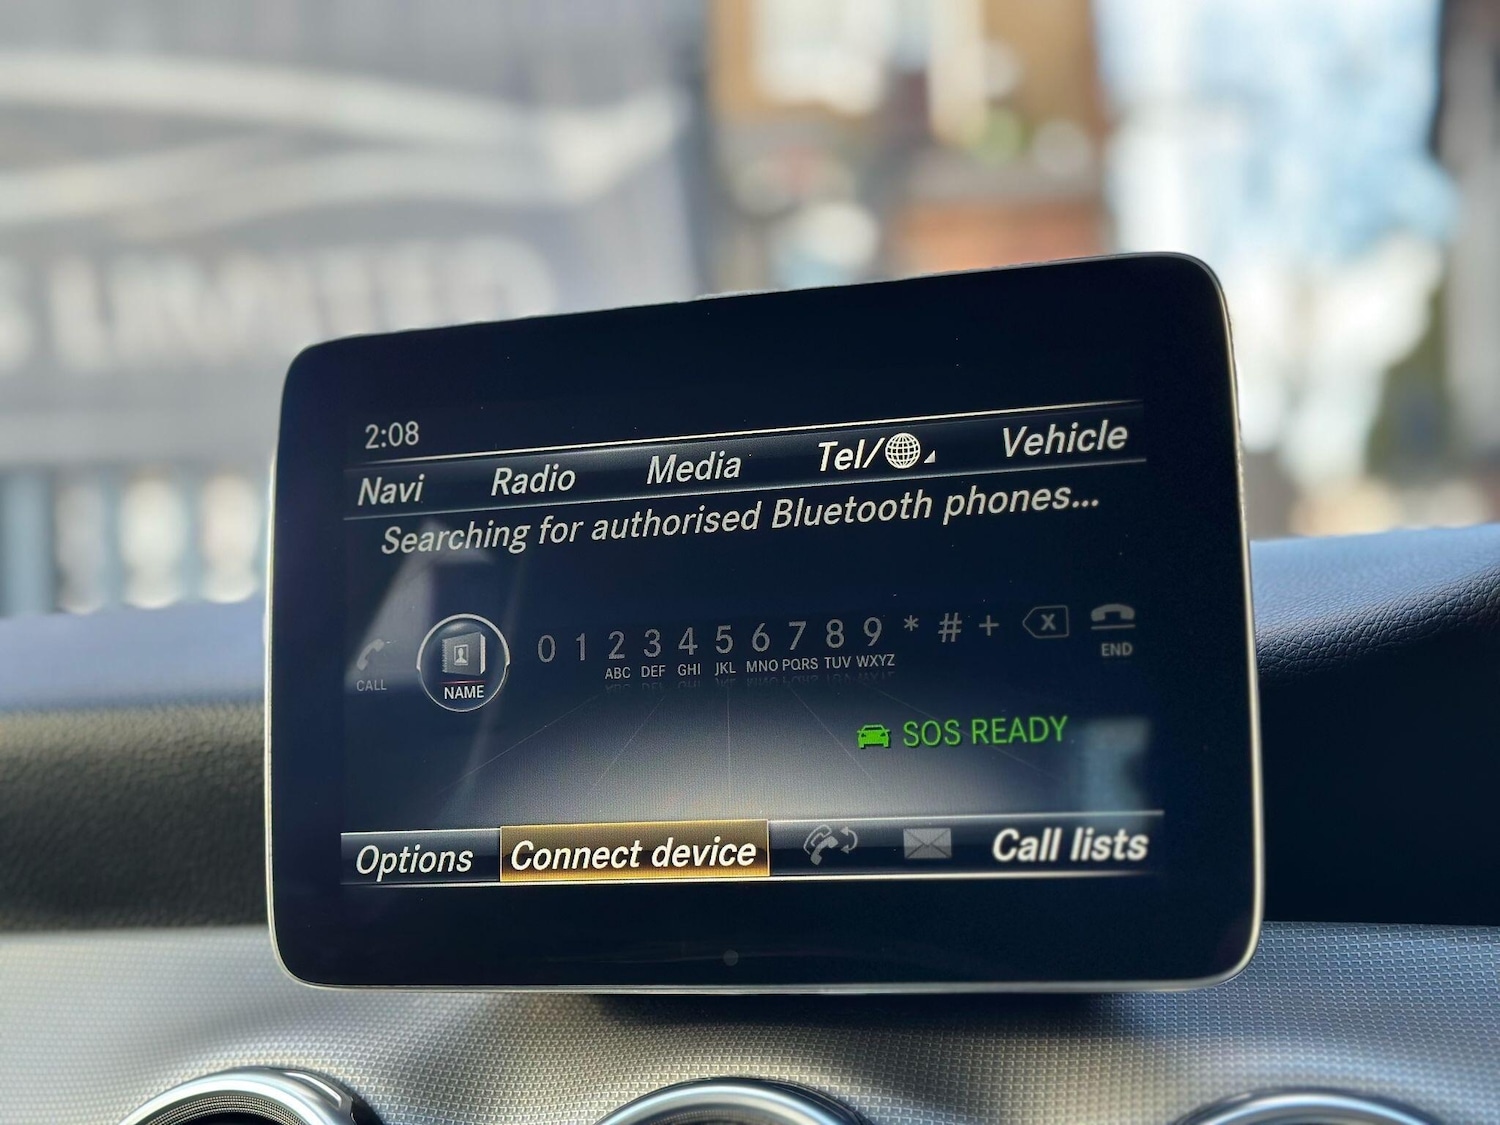 LIMITED
2:08
Navi Radio Media Tel/ Vehicle
Searching for authorised Bluetooth phones...
0 1 2 3 4 5 6 7 8 9 * # + X
ABC DEF GHI JKL MNO PQRS TUV WXYZ
CALL NAME END
SOS READY
Options Connect device Call lists